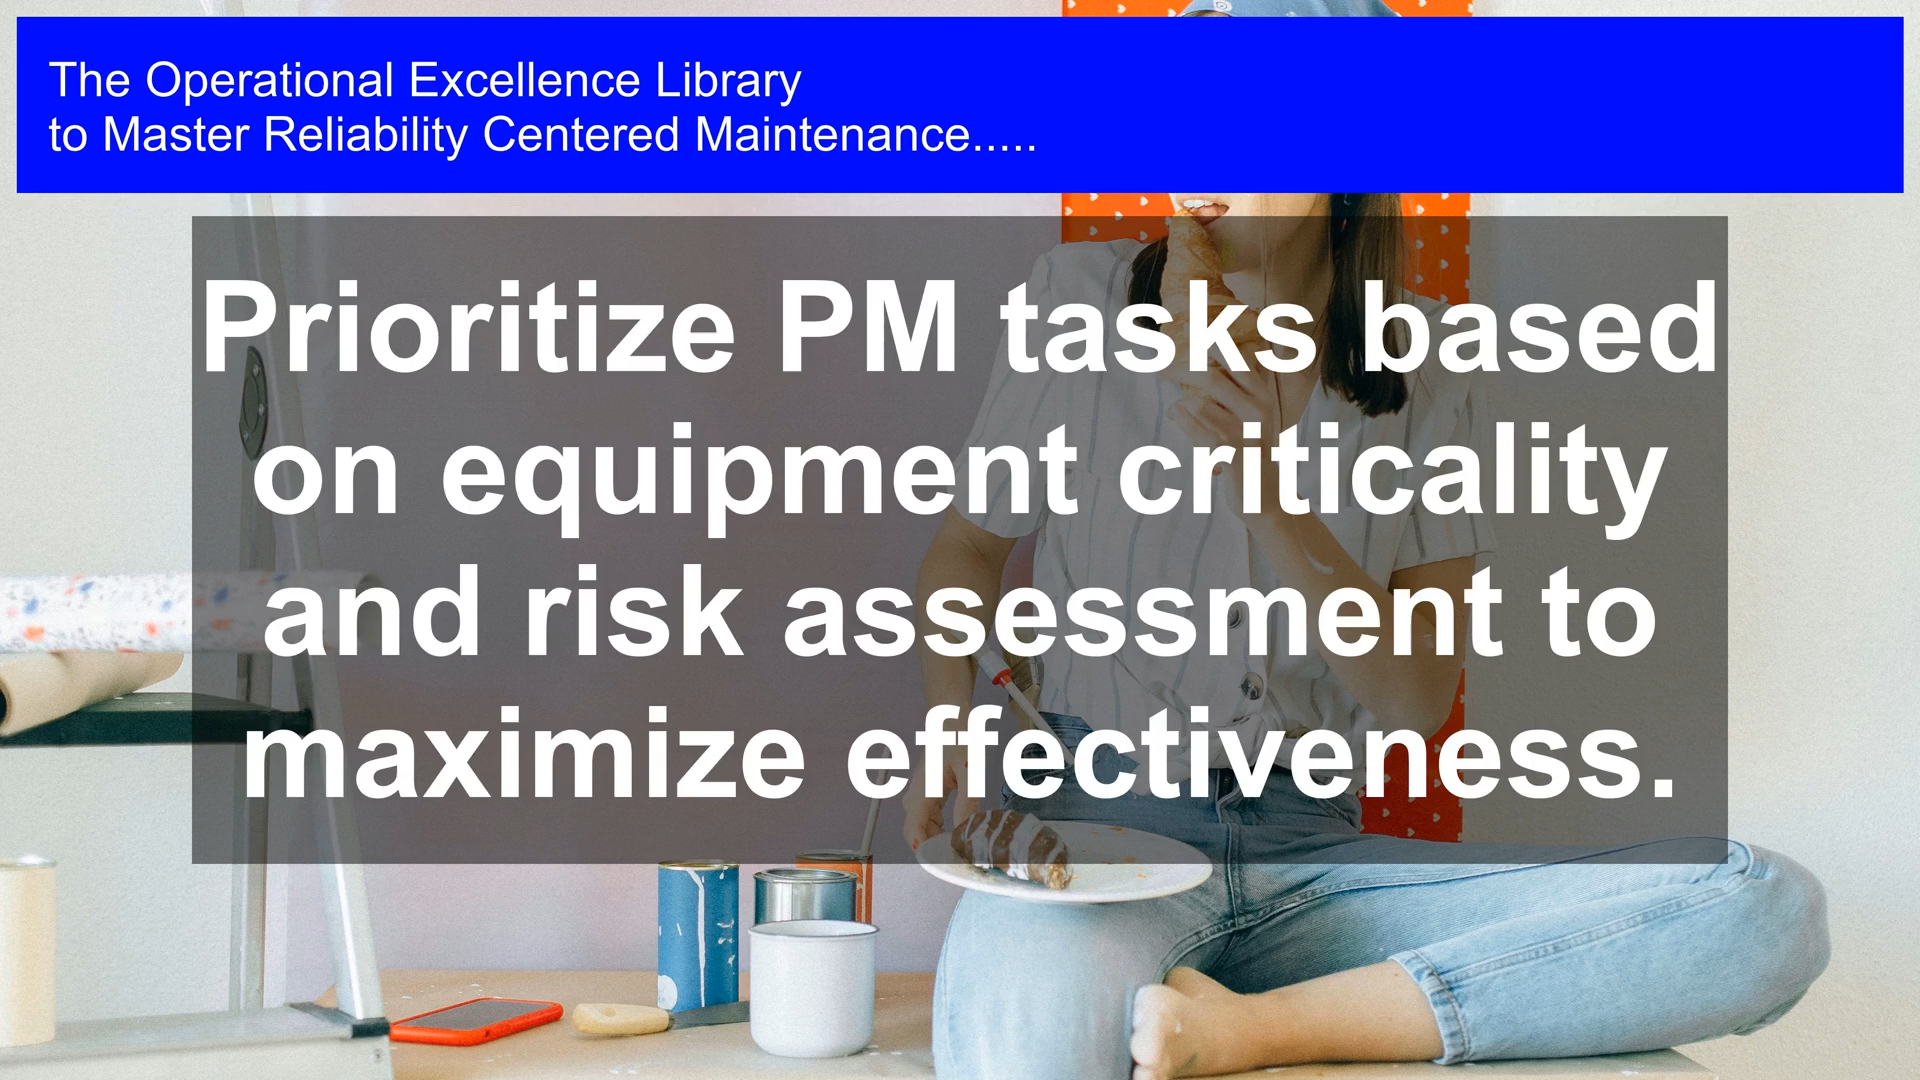 The Operational Excellence Library
to Master Reliability Centered Maintenance.....
Prioritize PM tasks based
on equipment criticality
and risk assessment to
maximize effectiveness.